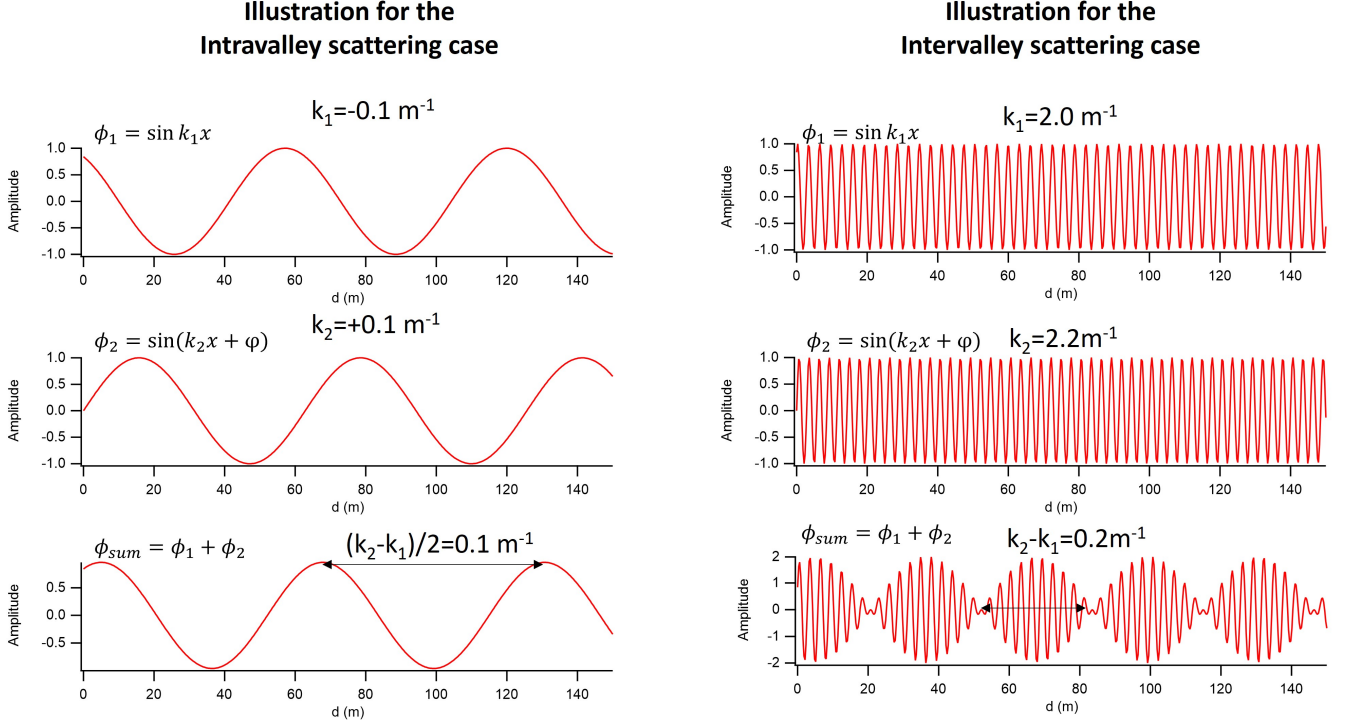 Illustration for the
Intravalley scattering case
k₁=-0.1 m⁻¹
ϕ₁ = sin k₁x
1.0
0.5
0.0
-0.5
-1.0
Amplitude
0 20 40 60 80 100 120 140
d (m)
k₂=+0.1 m⁻¹
ϕ₂ = sin(k₂x + φ)
1.0
0.5
0.0
-0.5
-1.0
Amplitude
0 20 40 60 80 100 120 140
d (m)
ϕₛᵤₘ = ϕ₁ + ϕ₂
(k₂-k₁)/2=0.1 m⁻¹
0.5
0.0
-0.5
Amplitude
0 20 40 60 80 100 120 140
d (m)
Illustration for the
Intervalley scattering case
k₁=2.0 m⁻¹
ϕ₁ = sin k₁x
1.0
0.5
0.0
-0.5
-1.0
Amplitude
0 20 40 60 80 100 120 140
d (m)
ϕ₂ = sin(k₂x + φ) k₂=2.2m⁻¹
1.0
0.5
0.0
-0.5
-1.0
Amplitude
0 20 40 60 80 100 120 140
d (m)
ϕₛᵤₘ = ϕ₁ + ϕ₂ k₂-k₁=0.2m⁻¹
2
1
0
-1
-2
Amplitude
0 20 40 60 80 100 120 140
d (m)